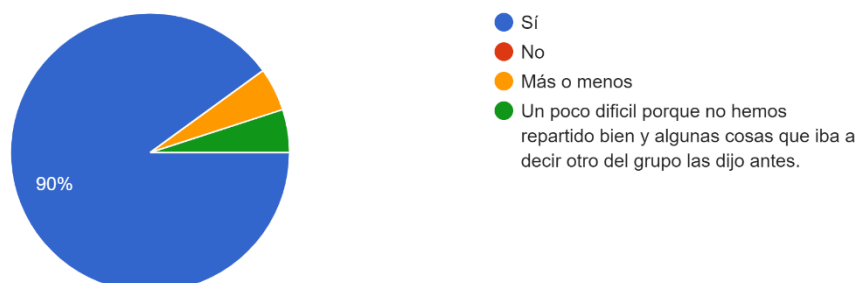 Sí
No
Más o menos
Un poco dificil porque no hemos
repartido bien y algunas cosas que iba a
decir otro del grupo las dijo antes.
90%